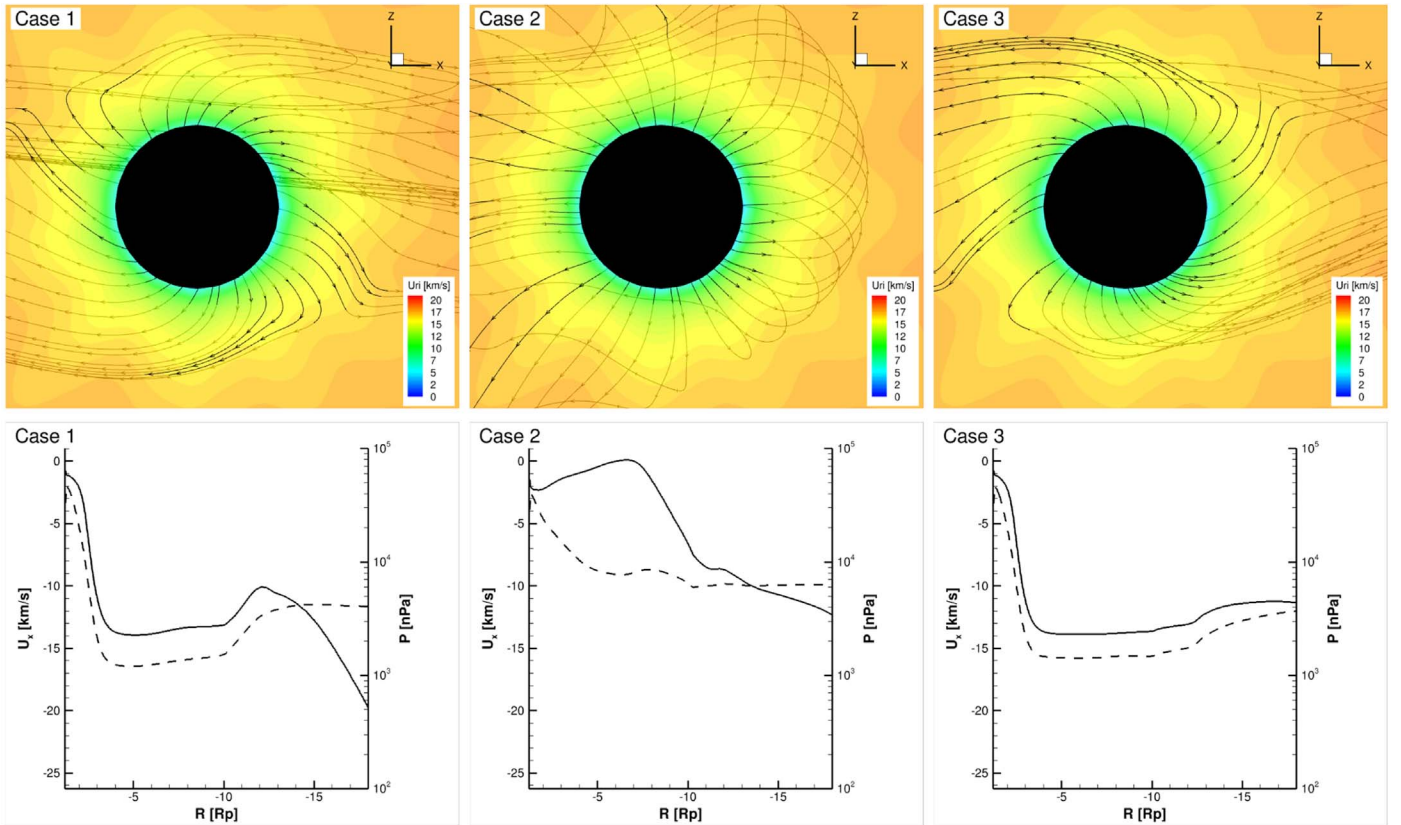 Case 1
Z
Y
X
Uri [km/s]
20
17
15
12
10
7
5
2
0
Case 2
Z
Y
X
Uri [km/s]
20
17
15
12
10
7
5
2
0
Case 3
Z
Y
X
Uri [km/s]
20
17
15
12
10
7
5
2
0
Case 1
0
-5
-10
-15
-20
-25
Ux [km/s]
10^5
10^4
10^3
10^2
P [nPa]
-5 -10 -15
R [Rp]
Case 2
0
-5
-10
-15
-20
-25
Ux [km/s]
10^5
10^4
10^3
10^2
P [nPa]
-5 -10 -15
R [Rp]
Case 3
0
-5
-10
-15
-20
-25
Ux [km/s]
10^5
10^4
10^3
10^2
P [nPa]
-5 -10 -15
R [Rp]